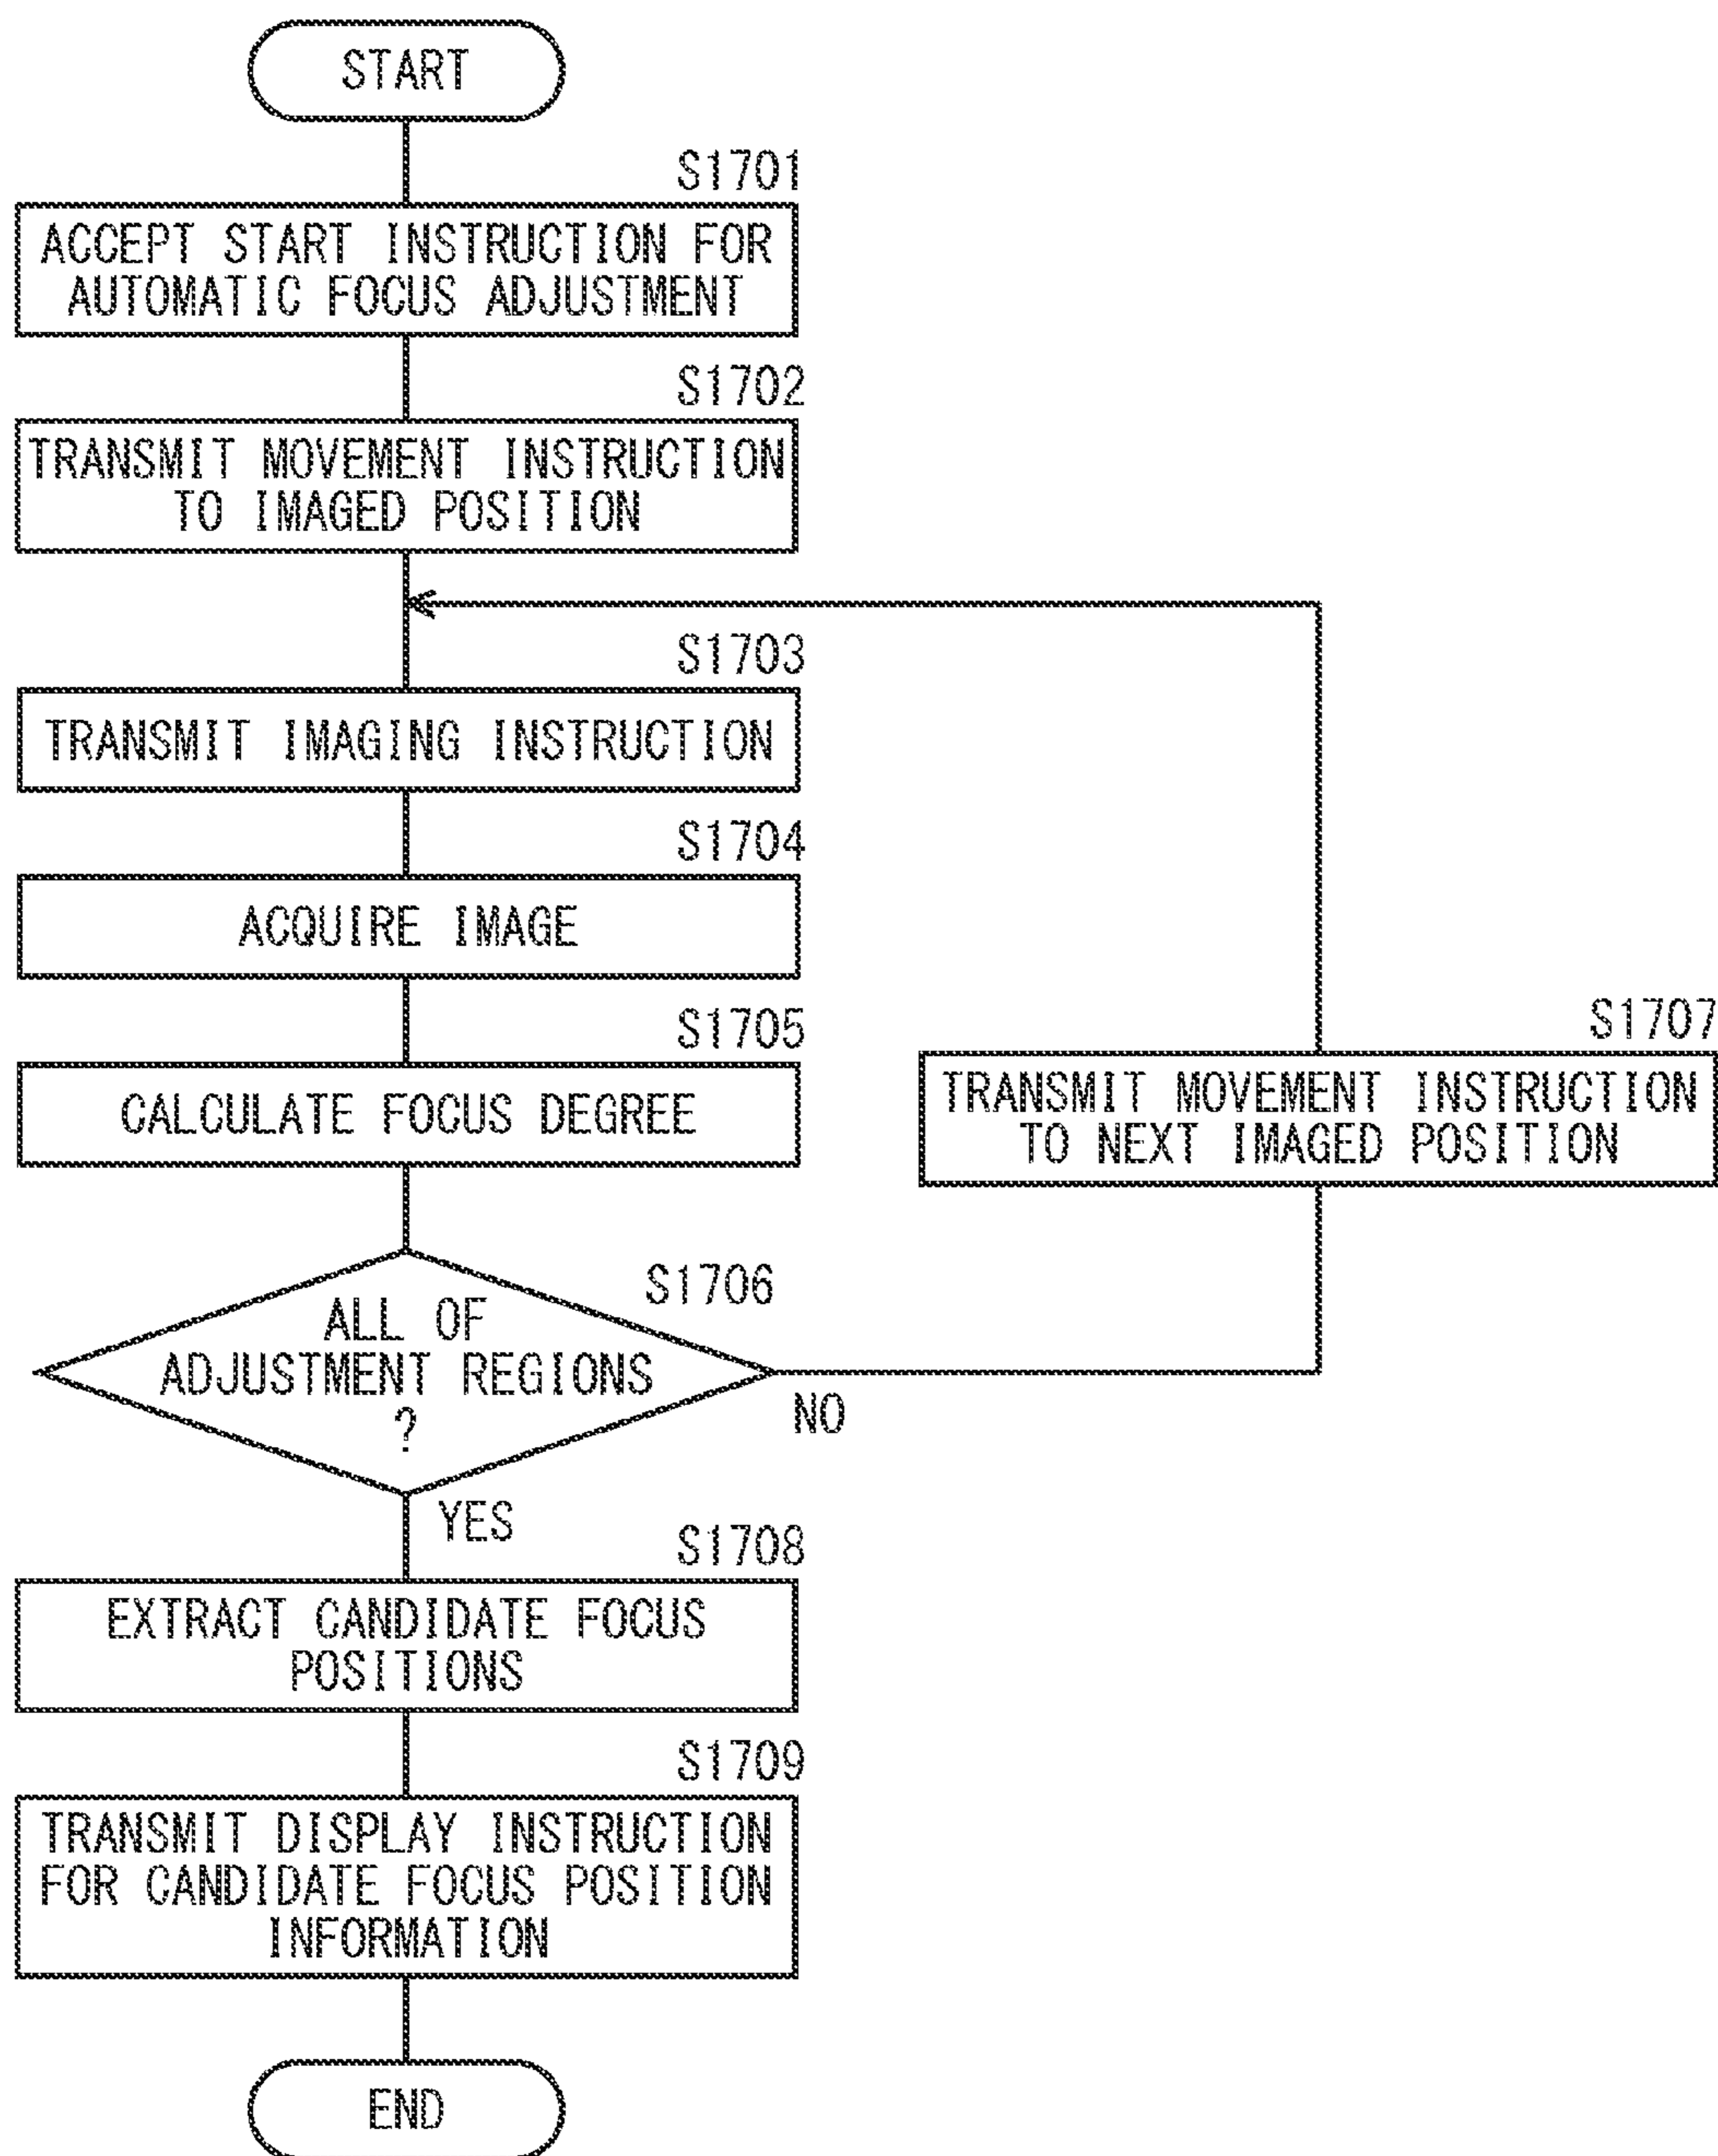 START
S1701
ACCEPT START INSTRUCTION FOR
AUTOMATIC FOCUS ADJUSTMENT
S1702
TRANSMIT MOVEMENT INSTRUCTION
TO IMAGED POSITION
S1703
TRANSMIT IMAGING INSTRUCTION
S1704
ACQUIRE IMAGE
S1705
CALCULATE FOCUS DEGREE
S1706
ALL OF
ADJUSTMENT REGIONS
?
NO
S1707
TRANSMIT MOVEMENT INSTRUCTION
TO NEXT IMAGED POSITION
YES
S1708
EXTRACT CANDIDATE FOCUS
POSITIONS
S1709
TRANSMIT DISPLAY INSTRUCTION
FOR CANDIDATE FOCUS POSITION
INFORMATION
END